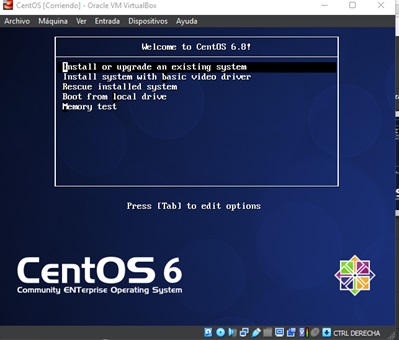 CentOS [Corriendo] - Oracle VM VirtualBox
Archivo Máquina Ver Entrada Dispositivos Ayuda
Welcome to CentOS 6.8!
Install or upgrade an existing system
Install system with basic video driver
Rescue installed system
Boot from local drive
Memory test
Press [Tab] to edit options
CentOS 6
Community ENTerprise Operating System
CTRL DERECHA